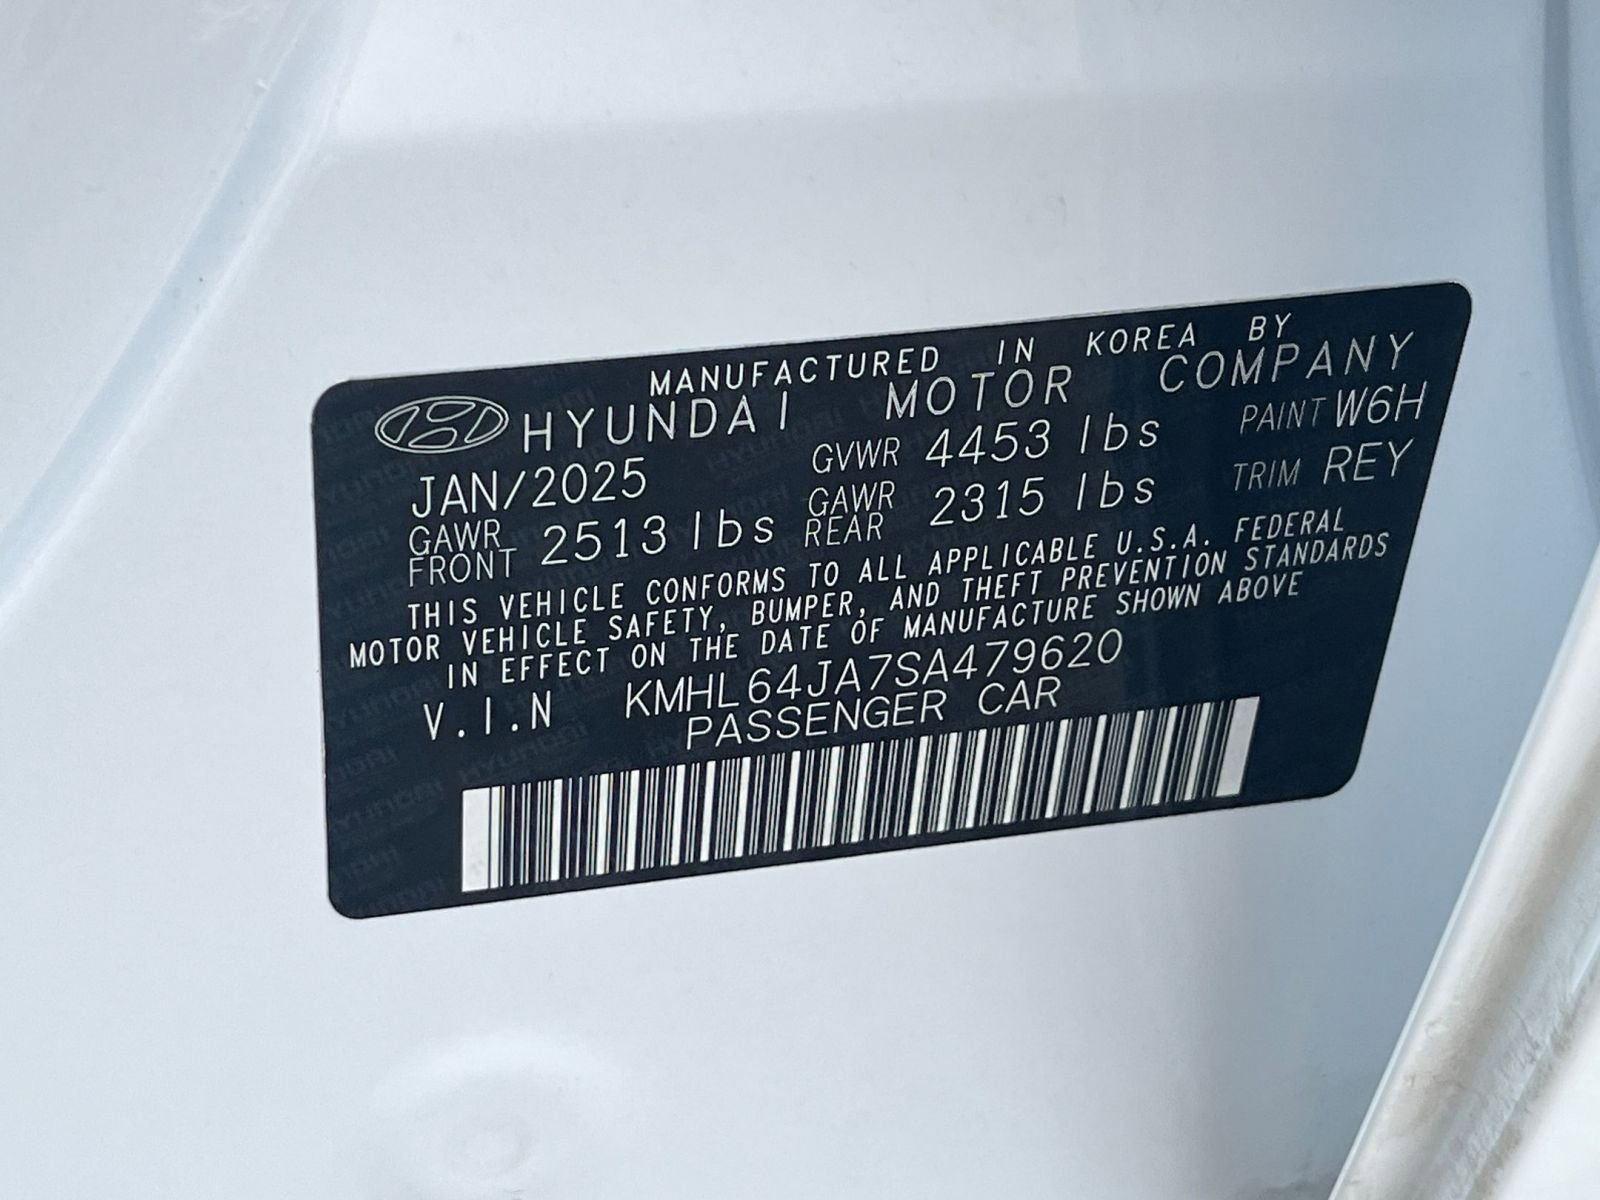 MANUFACTURED IN KOREA BY
HYUNDAI MOTOR COMPANY
JAN/2025 GVWR 4453 lbs PAINT W6H
GAWR FRONT 2513 lbs GAWR REAR 2315 lbs TRIM REY
THIS VEHICLE CONFORMS TO ALL APPLICABLE U.S.A. FEDERAL
MOTOR VEHICLE SAFETY, BUMPER, AND THEFT PREVENTION STANDARDS
IN EFFECT ON THE DATE OF MANUFACTURE SHOWN ABOVE
V.I.N KMHL64JA7SA479620
PASSENGER CAR